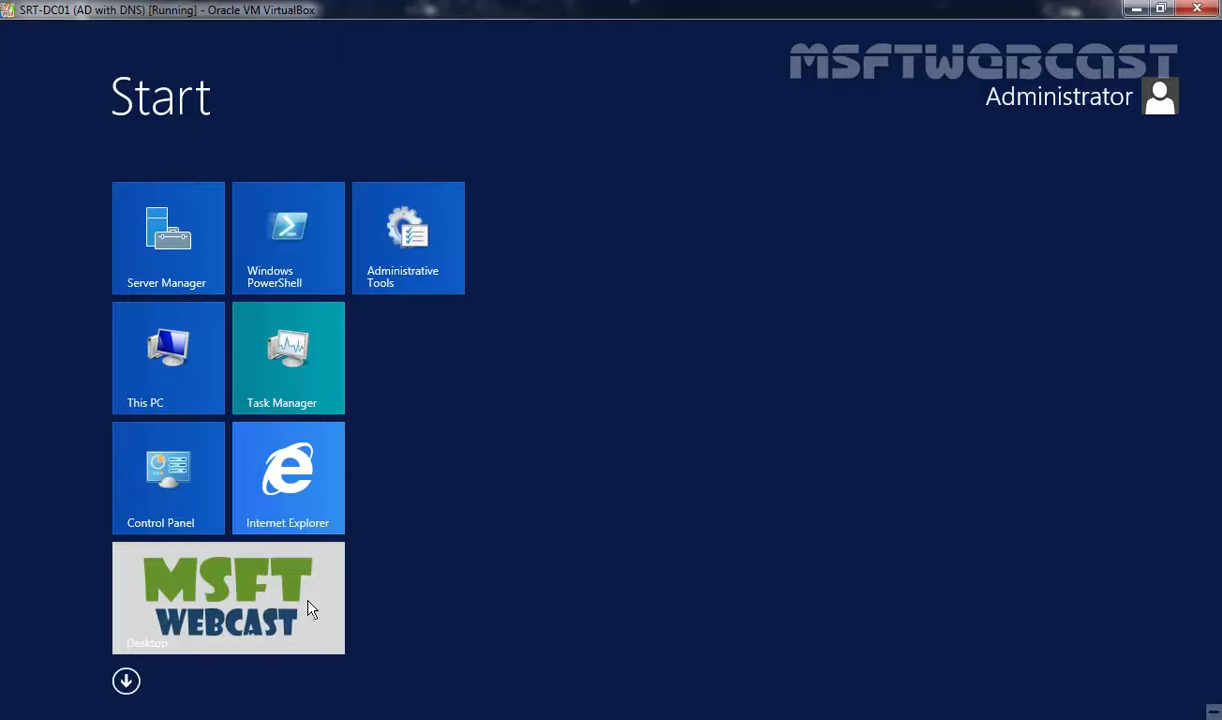 SRT-DC01 (AD with DNS) [Running] - Oracle VM VirtualBox
MSFTWEBCAST
Start
Administrator
Server Manager
Windows
PowerShell
Administrative
Tools
This PC
Task Manager
Control Panel
Internet Explorer
MSFT
WEBCAST
Desktop